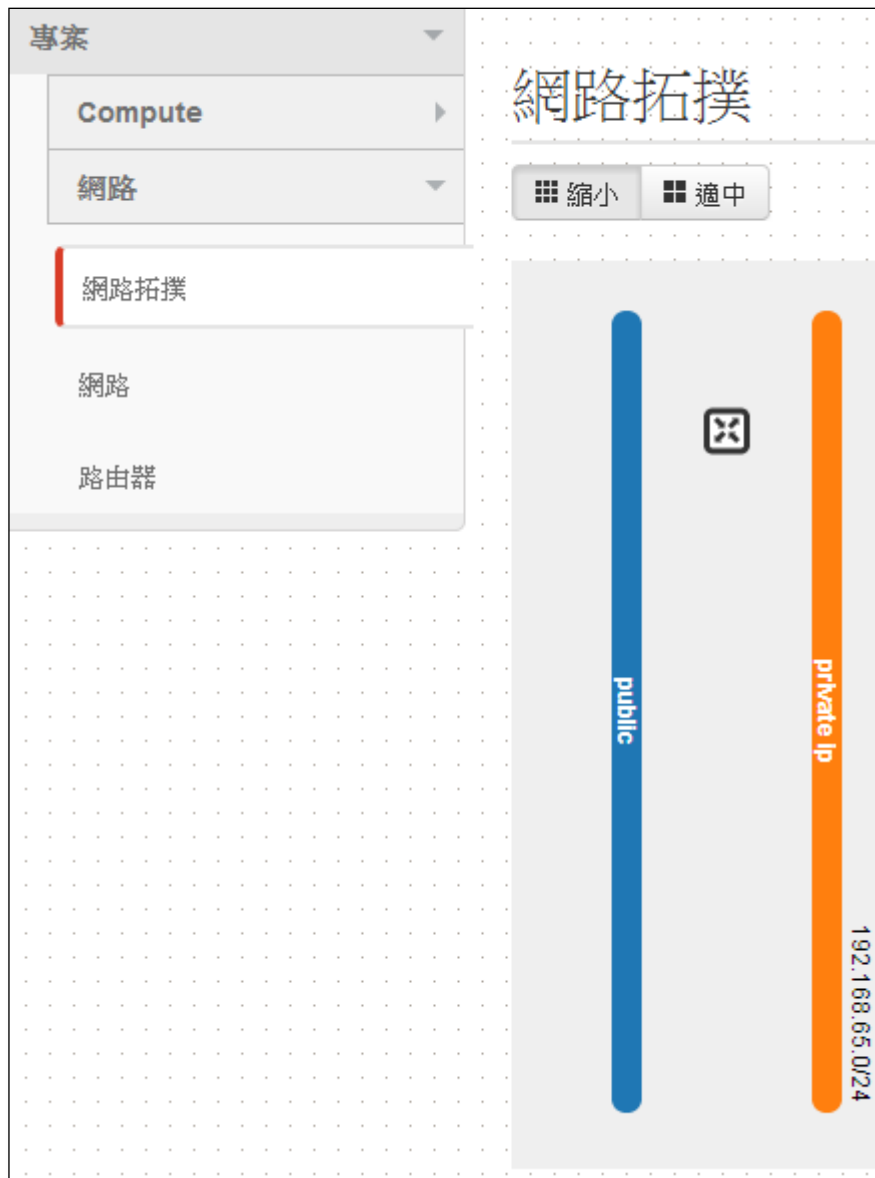 專案
Compute
網路
網路拓撲
網路
路由器
網路拓撲
縮小
適中
public
private ip
192.168.65.0/24